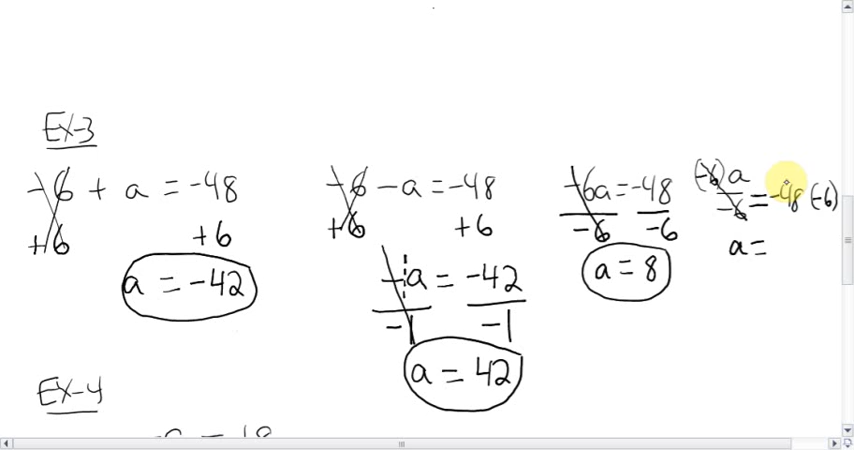 Ex-3
-6 + a = -48
+6 +6
a = -42
-6 - a = -48
+6 +6
-1a = -42
-1 -1
a = 42
-6a = -48
-6 -6
a = 8
(-6) a = -48 (-6)
-6
a =
Ex-4